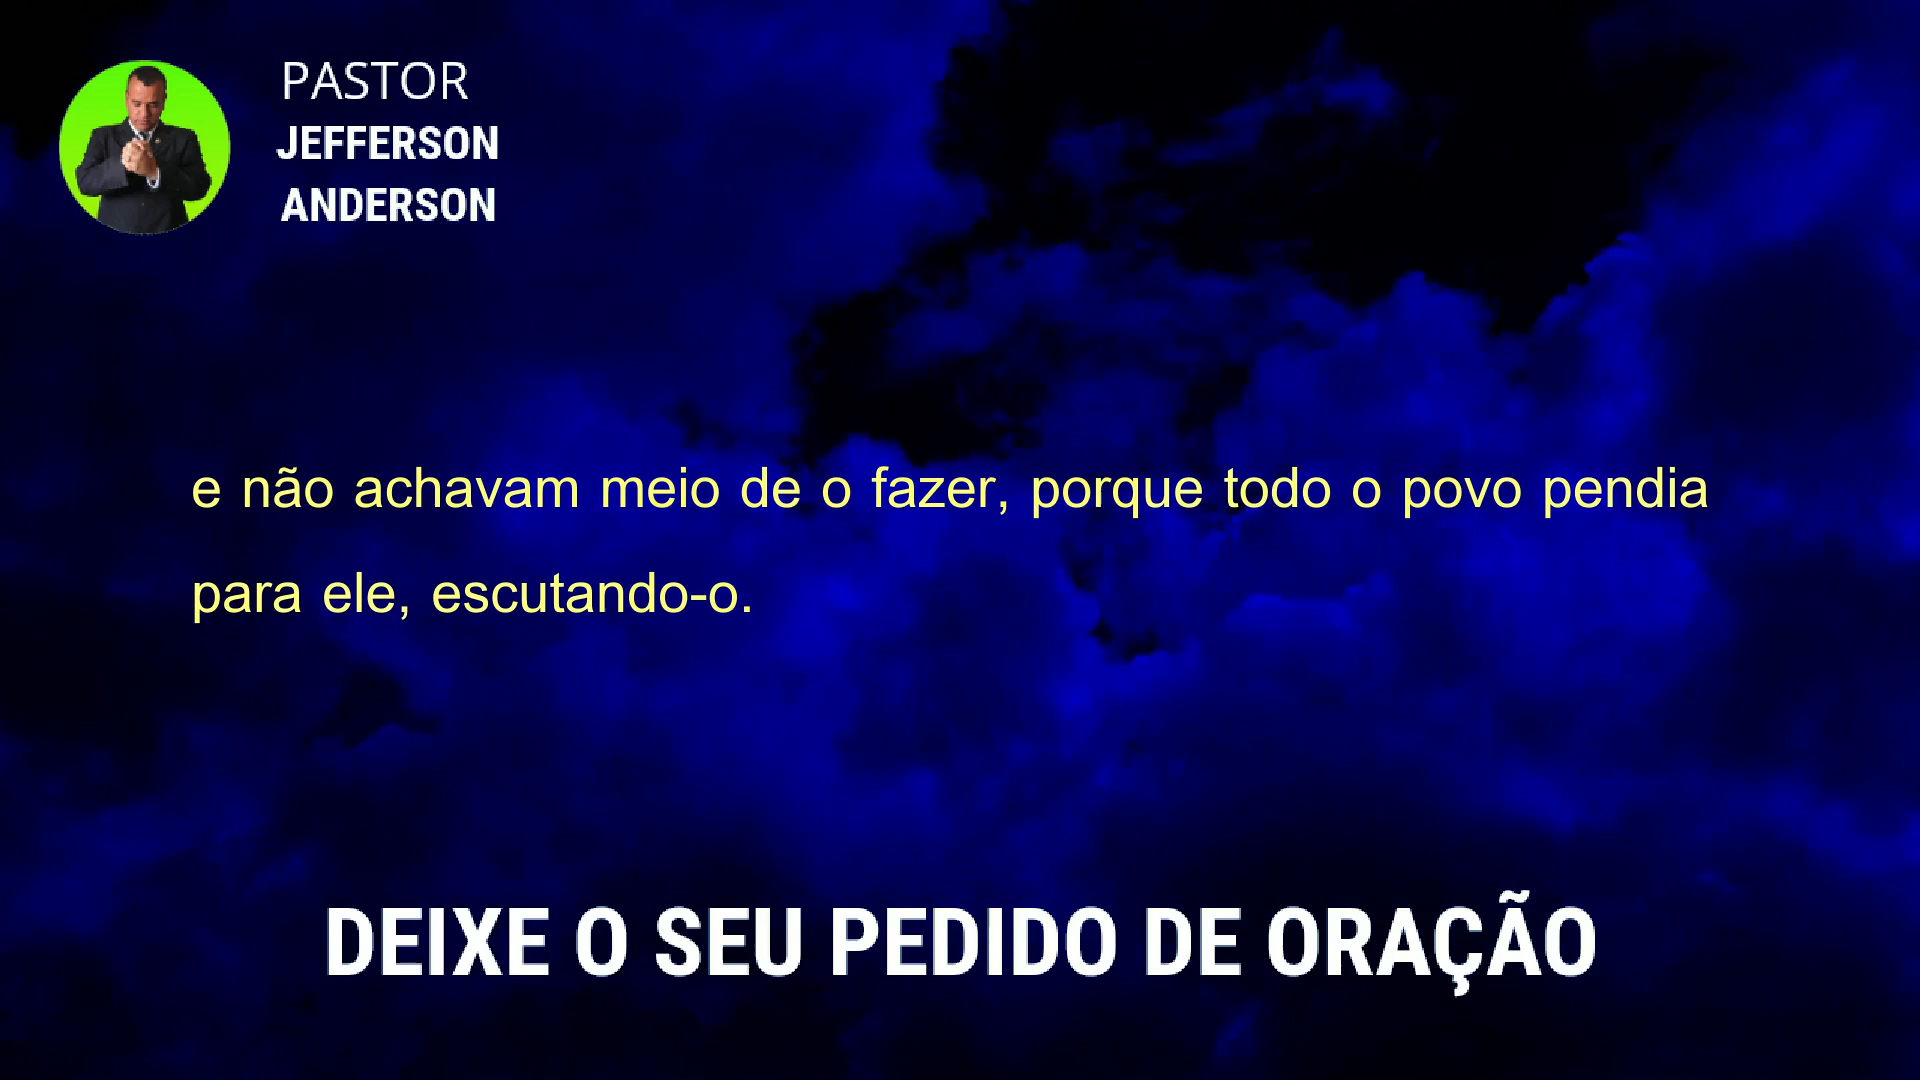 PASTOR
JEFFERSON
ANDERSON
e não achavam meio de o fazer, porque todo o povo pendia
para ele, escutando-o.
DEIXE O SEU PEDIDO DE ORAÇÃO